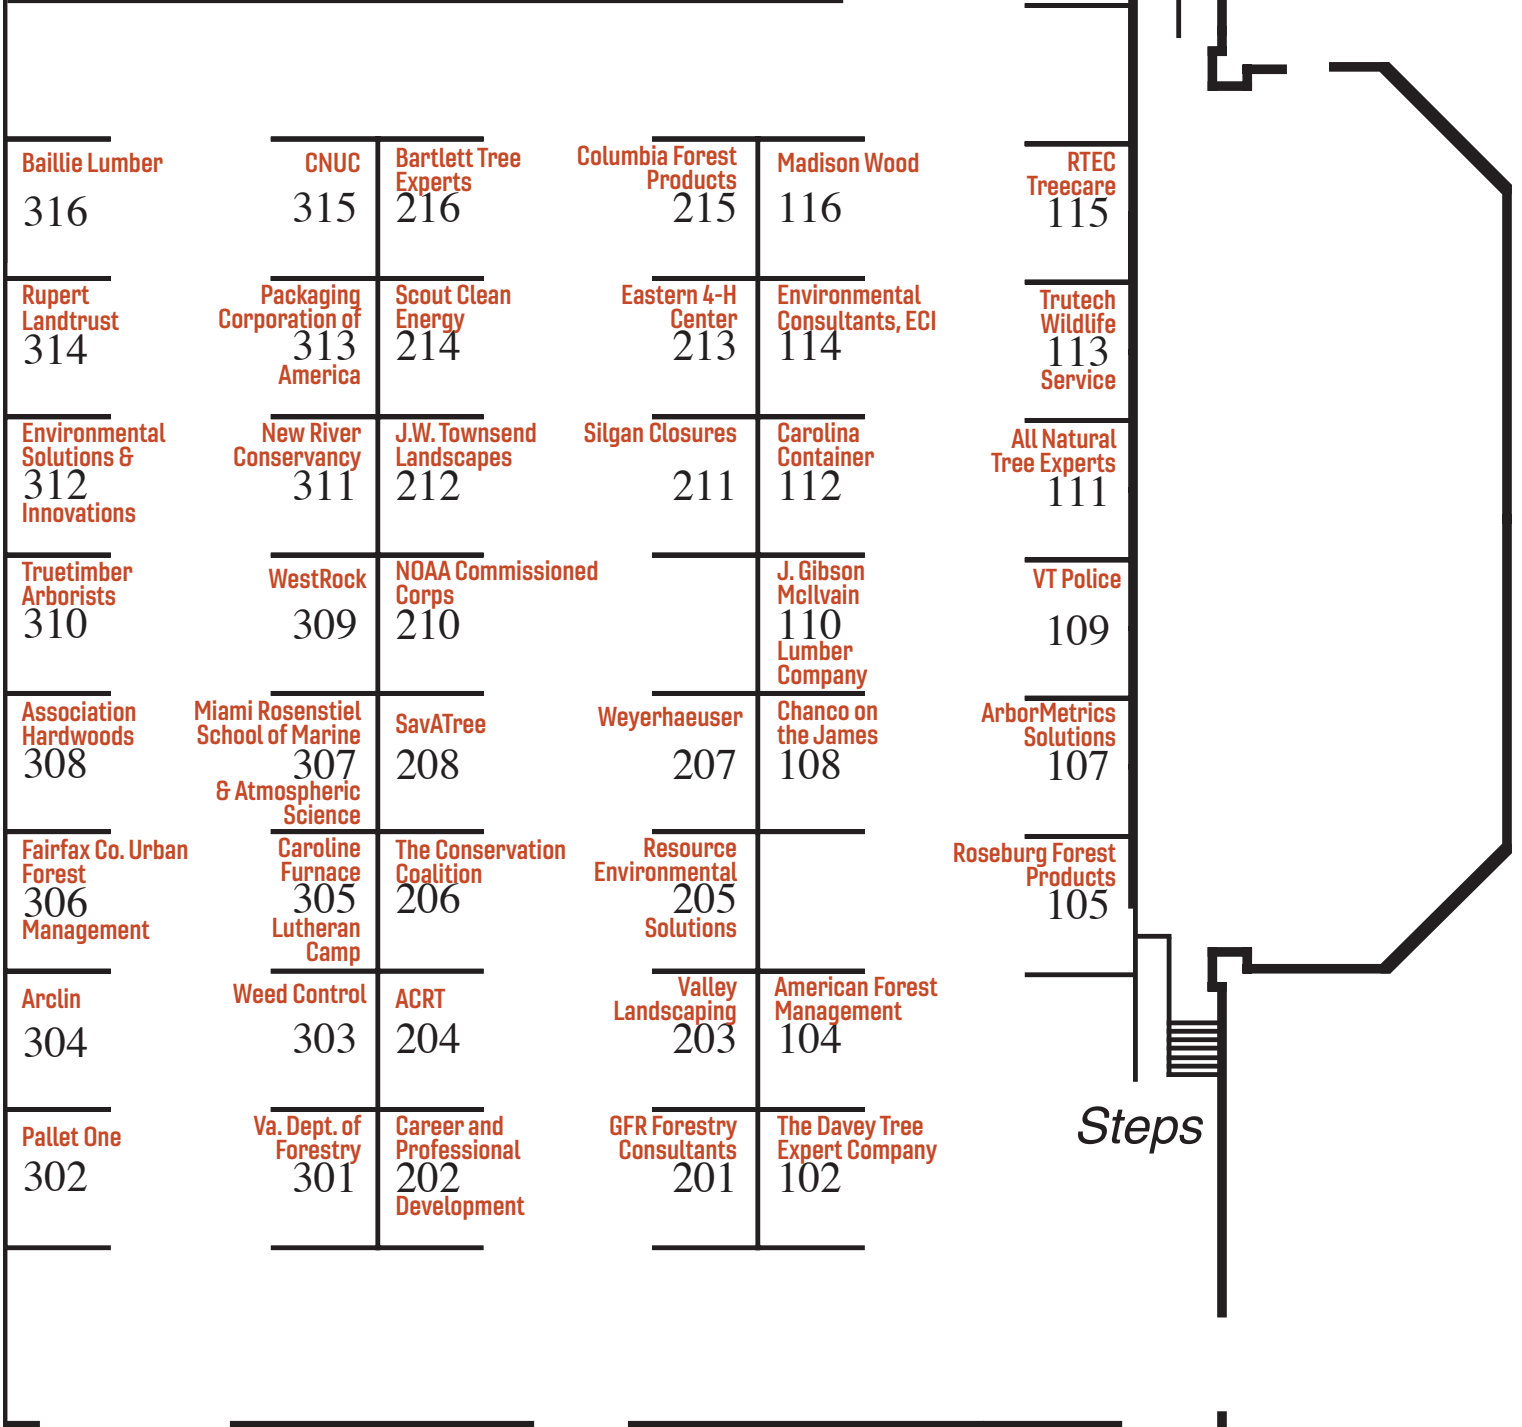 Baillie Lumber
316
CNUC
315
Bartlett Tree
Experts
216
Columbia Forest
Products
215
Madison Wood
116
RTEC
Treecare
115
Rupert
Landtrust
314
Packaging
Corporation of
313
America
Scout Clean
Energy
214
Eastern 4-H
Center
213
Environmental
Consultants, ECI
114
Trutech
Wildlife
113
Service
Environmental
Solutions &
312
Innovations
New River
Conservancy
311
J.W. Townsend
Landscapes
212
Silgan Closures
211
Carolina
Container
112
All Natural
Tree Experts
111
Truetimber
Arborists
310
WestRock
309
NOAA Commissioned
Corps
210
J. Gibson
McIlvain
110
Lumber
Company
VT Police
109
Association
Hardwoods
308
Miami Rosenstiel
School of Marine
307
& Atmospheric
Science
SavATree
208
Weyerhaeuser
207
Chanco on
the James
108
ArborMetrics
Solutions
107
Fairfax Co. Urban
Forest
306
Management
Caroline
Furnace
305
Lutheran
Camp
The Conservation
Coalition
206
Resource
Environmental
205
Solutions
Roseburg Forest
Products
105
Arclin
304
Weed Control
303
ACRT
204
Valley
Landscaping
203
American Forest
Management
104
Pallet One
302
Va. Dept. of
Forestry
301
Career and
Professional
202
Development
GFR Forestry
Consultants
201
The Davey Tree
Expert Company
102
Steps